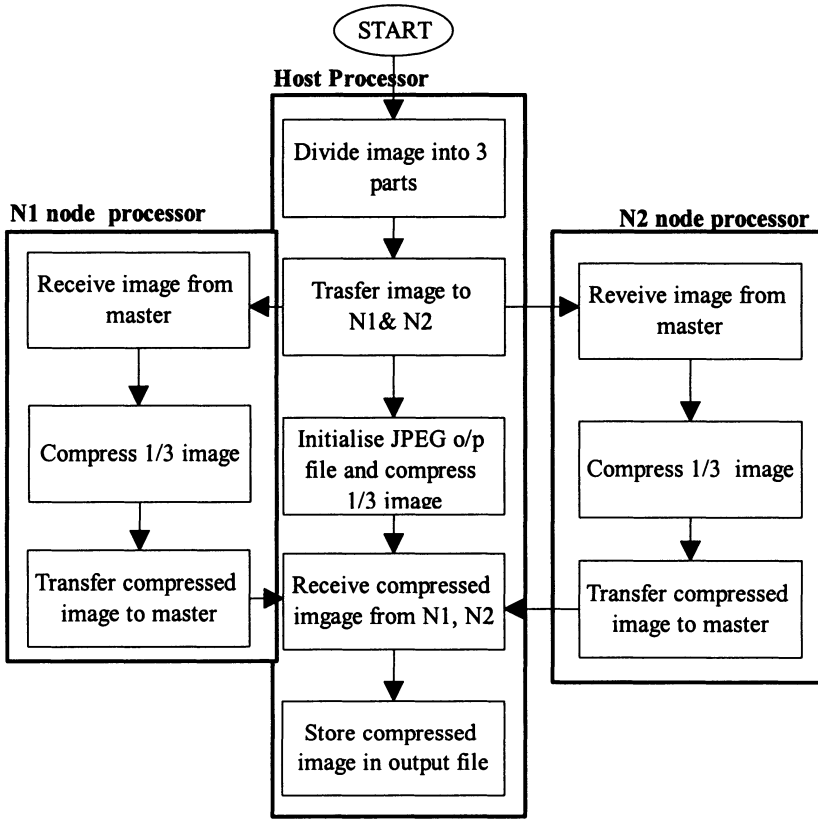 START
Host Processor
Divide image into 3
parts
N1 node processor
Receive image from
master
Compress 1/3 image
Transfer compressed
image to master
Trasfer image to
N1& N2
Initialise JPEG o/p
file and compress
1/3 image
Receive compressed
imgage from N1, N2
Store compressed
image in output file
N2 node processor
Reveive image from
master
Compress 1/3 image
Transfer compressed
image to master